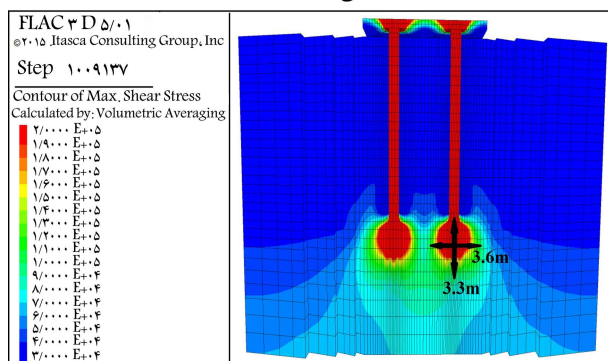 FLAC ۳ D ۵/۰۱
©۲۰۱۵ Itasca Consulting Group, Inc
Step ۱۰۰۹۱۳۷
Contour of Max. Shear Stress
Calculated by: Volumetric Averaging
۲/۰۰۰۰ E+۰۵
۱/۹۰۰۰ E+۰۵
۱/۸۰۰۰ E+۰۵
۱/۷۰۰۰ E+۰۵
۱/۶۰۰۰ E+۰۵
۱/۵۰۰۰ E+۰۵
۱/۴۰۰۰ E+۰۵
۱/۳۰۰۰ E+۰۵
۱/۲۰۰۰ E+۰۵
۱/۱۰۰۰ E+۰۵
۱/۰۰۰۰ E+۰۵
۹/۰۰۰۰ E+۰۴
۸/۰۰۰۰ E+۰۴
۷/۰۰۰۰ E+۰۴
۶/۰۰۰۰ E+۰۴
۵/۰۰۰۰ E+۰۴
۴/۰۰۰۰ E+۰۴
۳/۰۰۰۰ E+۰۴
3.6m
3.3m